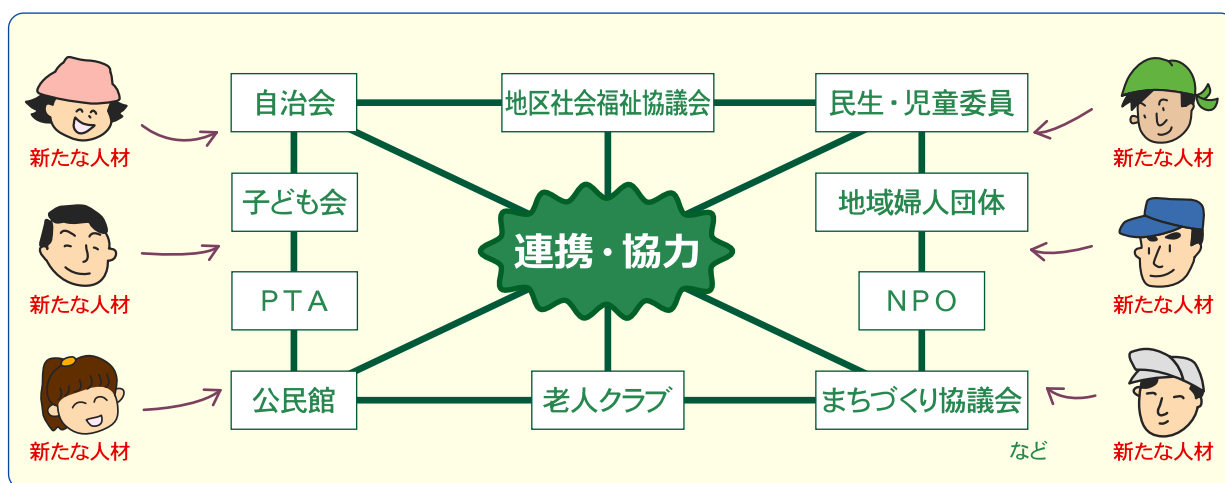 自治会
地区社会福祉協議会
民生・児童委員
新たな人材
新たな人材
子ども会
地域婦人団体
連携・協力
新たな人材
PTA
NPO
新たな人材
公民館
老人クラブ
まちづくり協議会
新たな人材
など
新たな人材